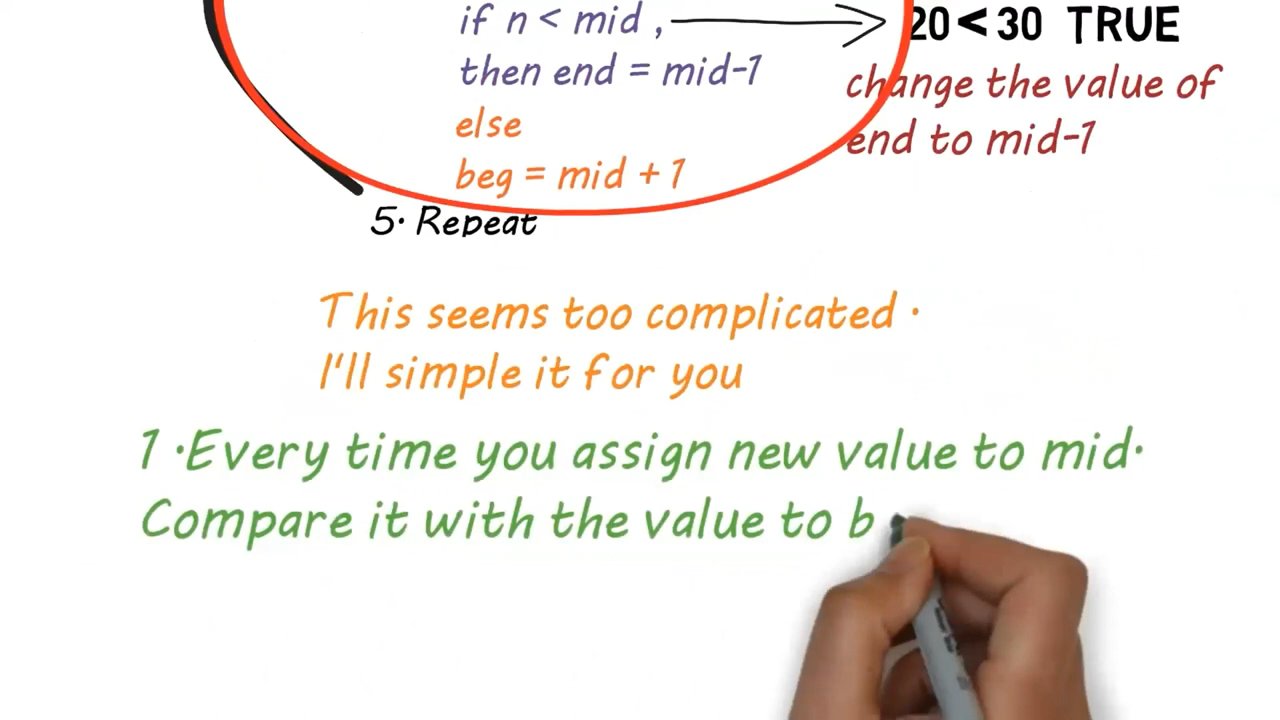 if n < mid , 20 < 30 TRUE
then end = mid-1
change the value of
end to mid-1
else
beg = mid + 1
5. Repeat
This seems too complicated .
I'll simple it for you
1 .Every time you assign new value to mid.
Compare it with the value to b